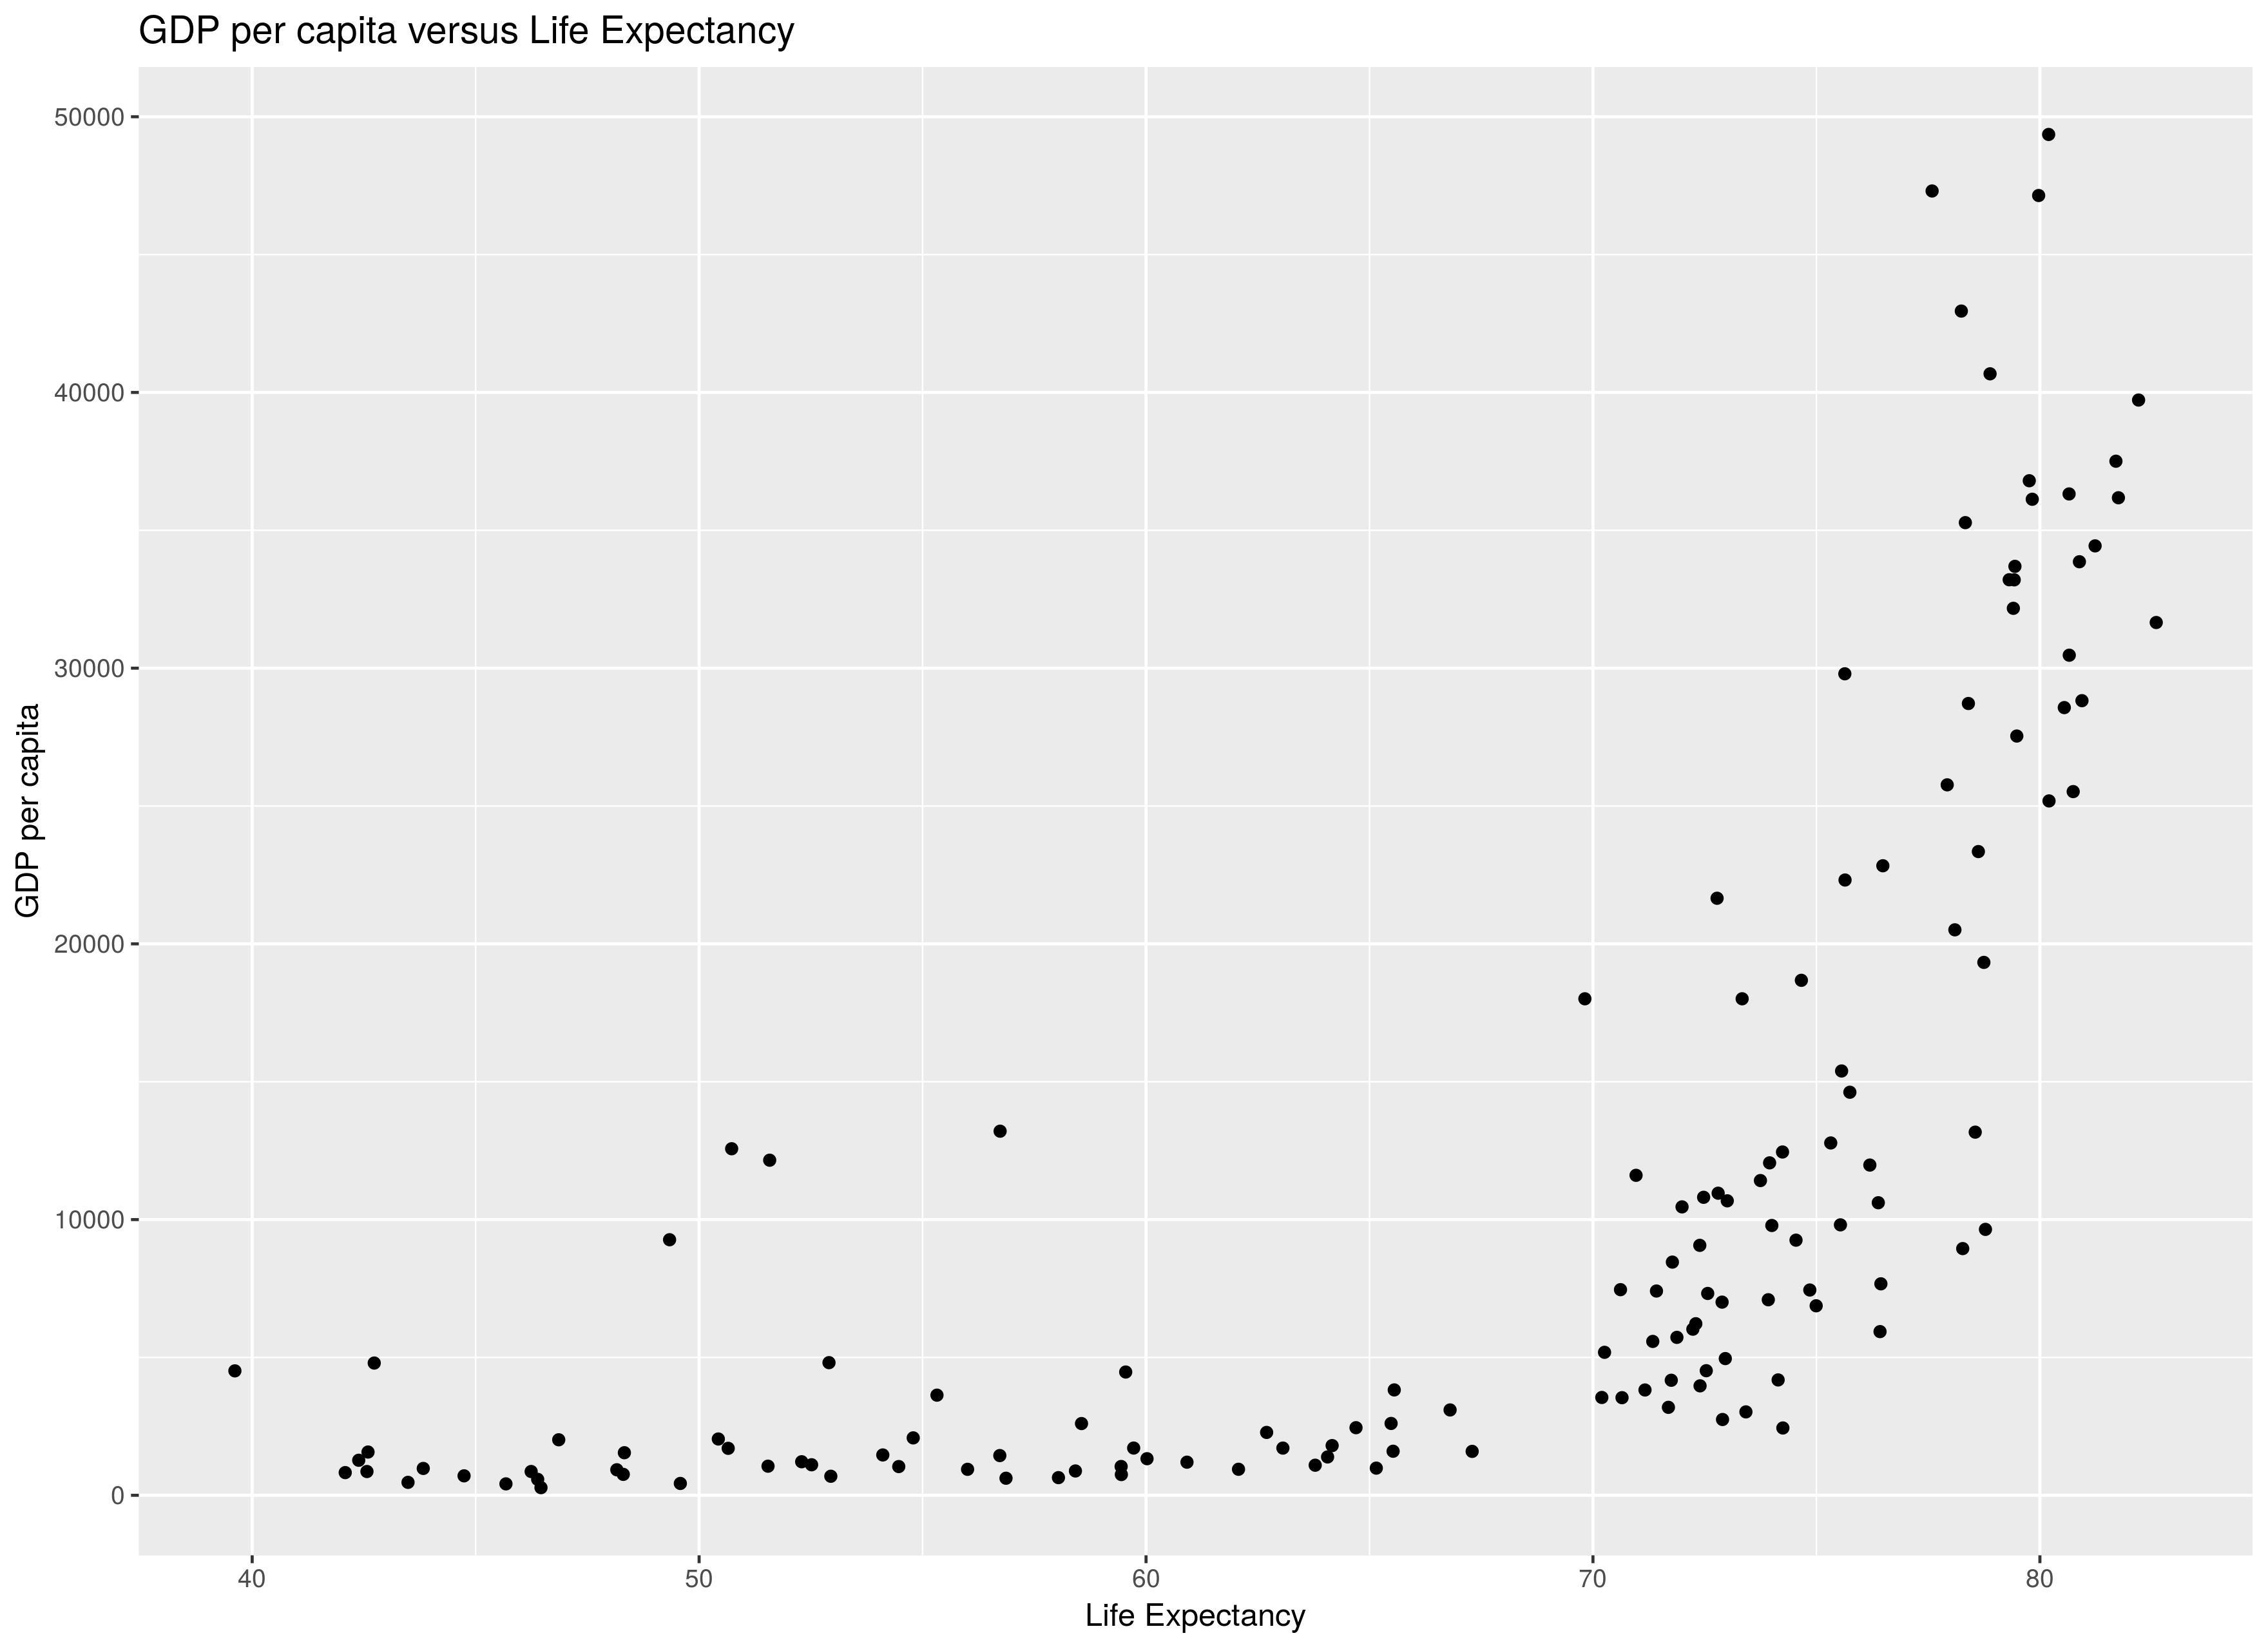 GDP per capita versus Life Expectancy
50000
40000
30000
20000
10000
0
GDP per capita
40 50 60 70 80
Life Expectancy